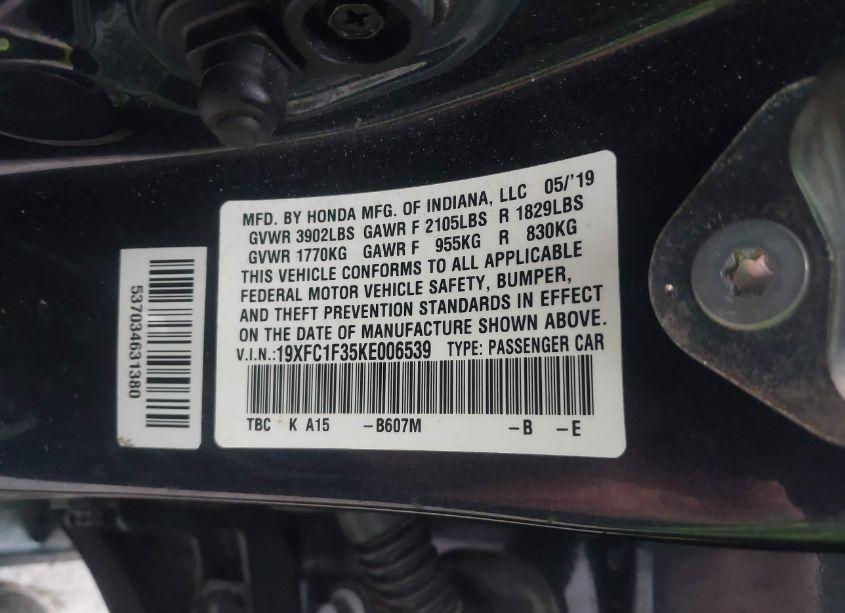 MFD. BY HONDA MFG. OF INDIANA, LLC 05/'19
GVWR 3902LBS GAWR F 2105LBS R 1829LBS
GVWR 1770KG GAWR F 955KG R 830KG
THIS VEHICLE CONFORMS TO ALL APPLICABLE
FEDERAL MOTOR VEHICLE SAFETY, BUMPER,
AND THEFT PREVENTION STANDARDS IN EFFECT
ON THE DATE OF MANUFACTURE SHOWN ABOVE.
V.I.N.:19XFC1F35KE006539 TYPE: PASSENGER CAR
TBC K A15 -B607M -B -E
537034631380